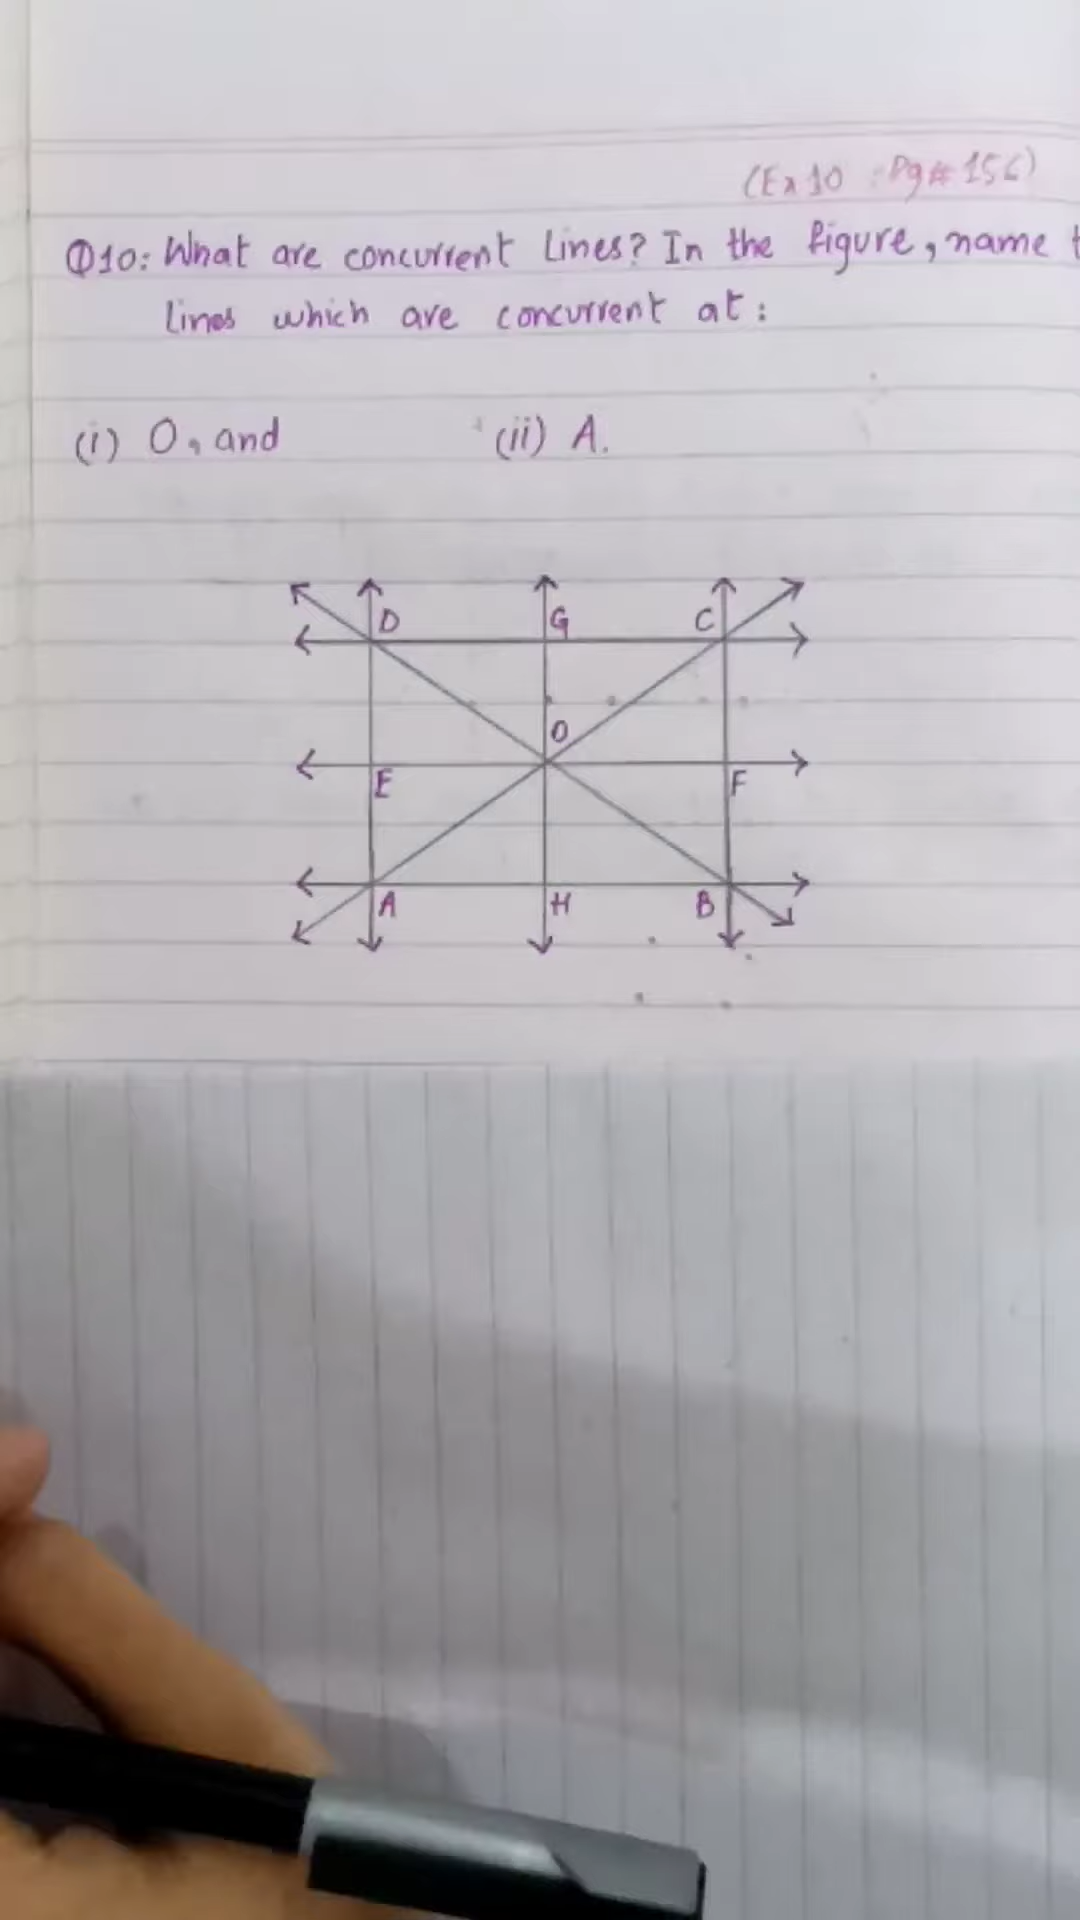 (Ex 10 : Pg# 156)
Q10: What are concurrent lines? In the figure, name
lines which are concurrent at:
(i) O, and (ii) A.
D G C
O
E F
A H B